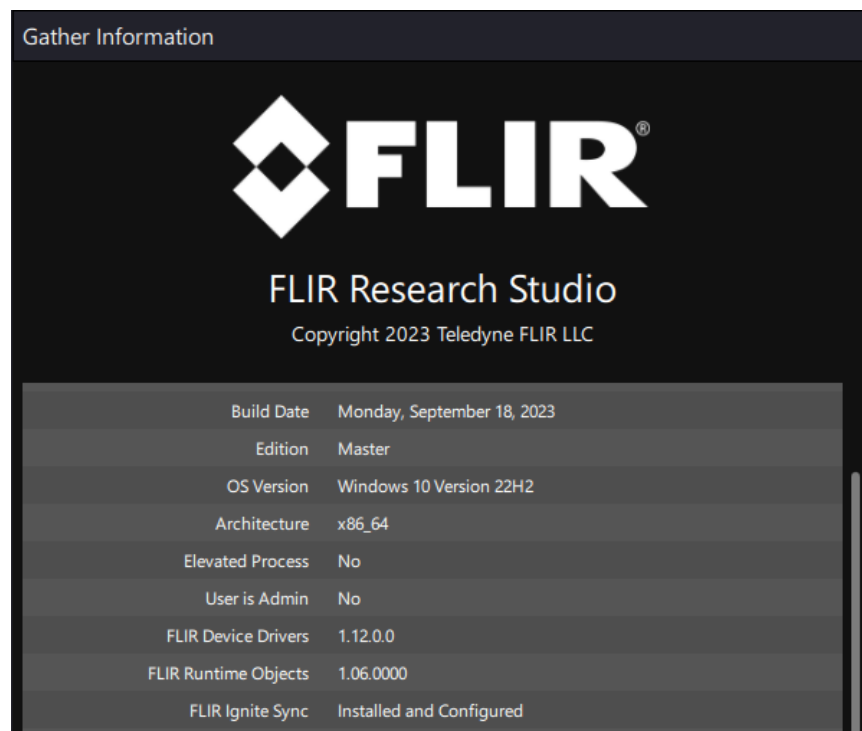 Gather Information
FLIR®
FLIR Research Studio
Copyright 2023 Teledyne FLIR LLC
Build Date Monday, September 18, 2023
Edition Master
OS Version Windows 10 Version 22H2
Architecture x86_64
Elevated Process No
User is Admin No
FLIR Device Drivers 1.12.0.0
FLIR Runtime Objects 1.06.0000
FLIR Ignite Sync Installed and Configured